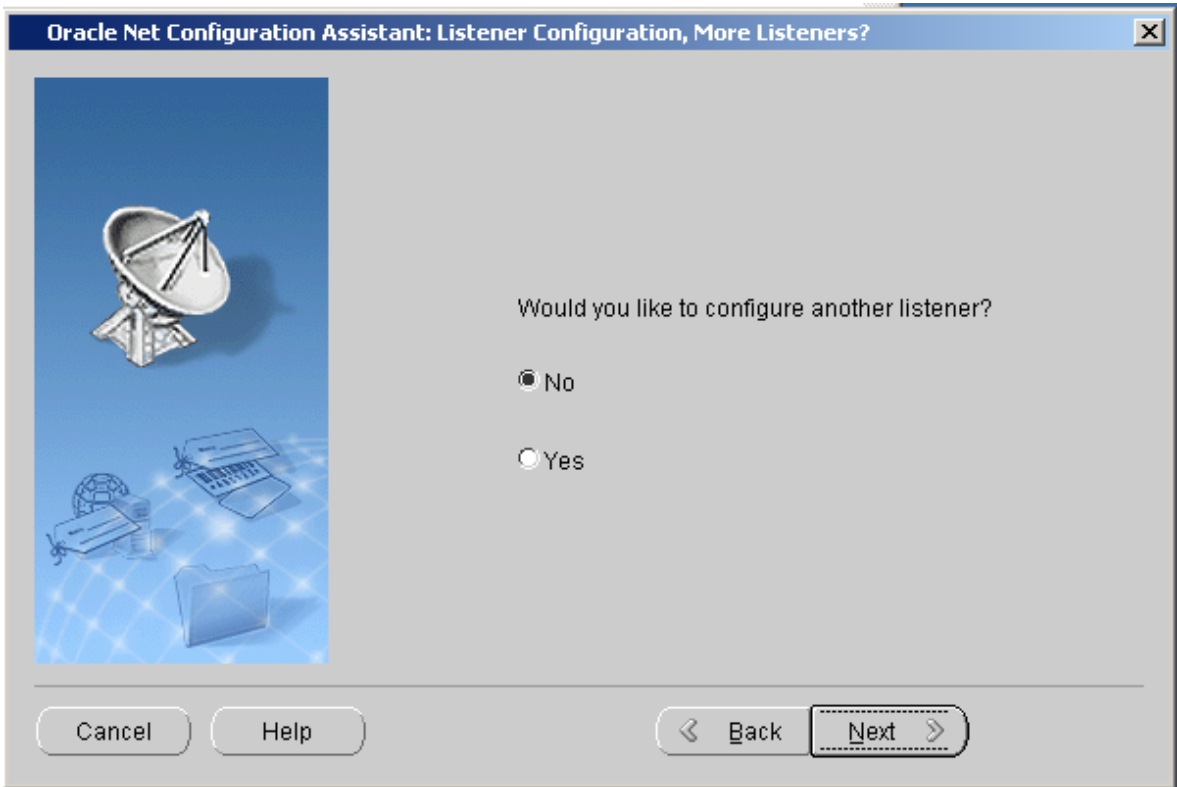 Oracle Net Configuration Assistant: Listener Configuration, More Listeners?
Would you like to configure another listener?
No
Yes
Cancel
Help
Back
Next